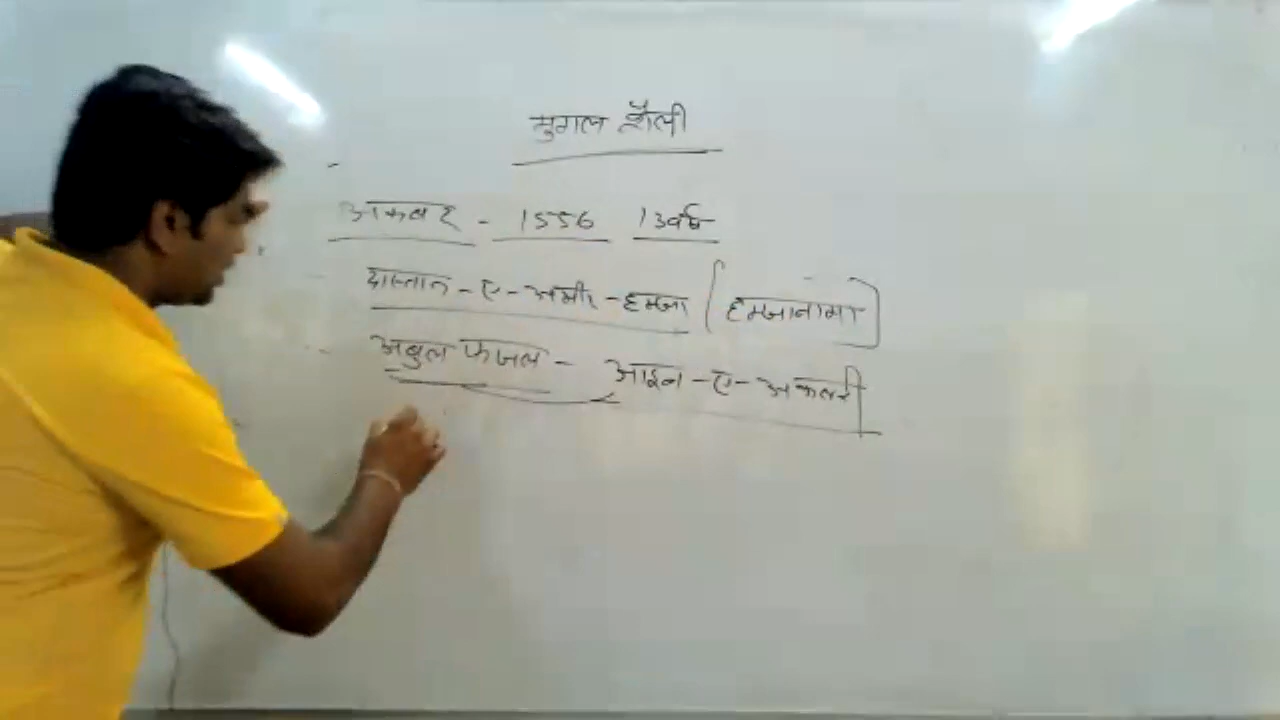 मुगल शैली
अकबर - 1556 13वर्ष
दास्तान-ए-अमीर-हम्जा (हम्जानामा)
अबुल फजल - आइन-ए-अकबरी